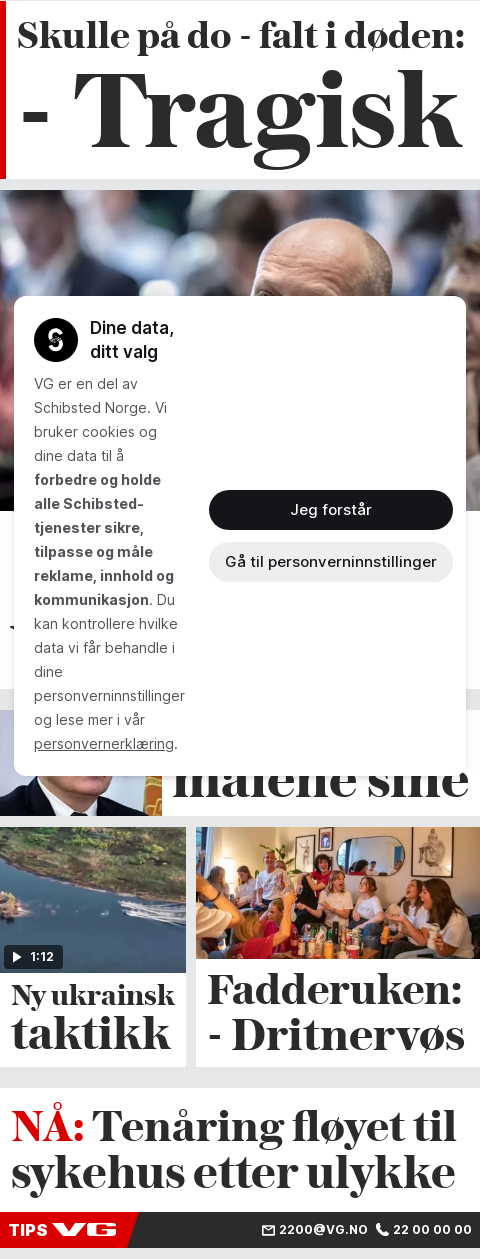 Skulle på do - falt i døden:
- Tragisk
Dine data,
ditt valg
VG er en del av
Schibsted Norge. Vi
bruker cookies og
dine data til å
forbedre og holde
alle Schibsted-
tjenester sikre,
tilpasse og måle
reklame, innhold og
kommunikasjon. Du
kan kontrollere hvilke
data vi får behandle i
dine
personverninnstillinger
og lese mer i vår
personvernerklæring.
Jeg forstår
Gå til personverninnstillinger
målene sine
1:12
Ny ukrainsk
taktikk
Fadderuken:
- Dritnervøs
NÅ: Tenåring fløyet til
sykehus etter ulykke
TIPS VG 2200@VG.NO 22 00 00 00